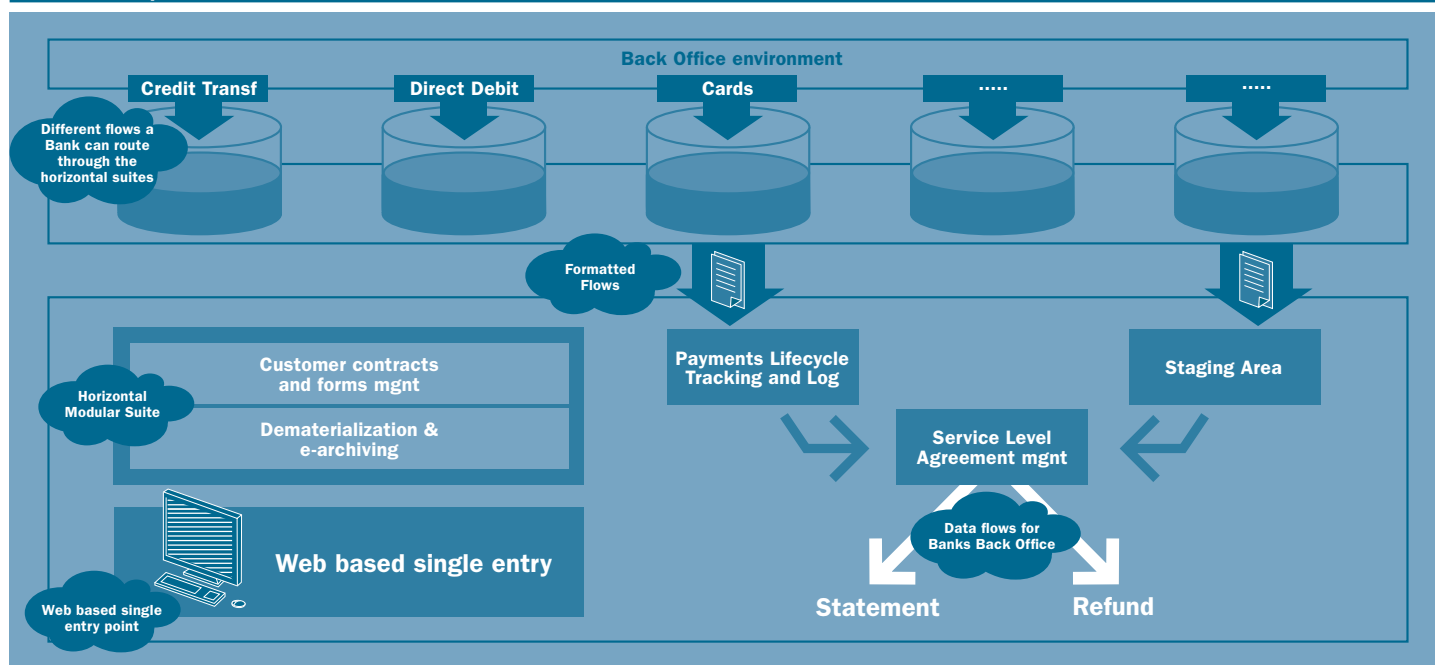 Back Office environment
Credit Transf
Direct Debit
Cards
.....
.....
Different flows a
Bank can route
through the
horizontal suites
Formatted
Flows
Customer contracts
and forms mgnt
Dematerialization &
e-archiving
Horizontal
Modular Suite
Payments Lifecycle
Tracking and Log
Staging Area
Service Level
Agreement mgnt
Data flows for
Banks Back Office
Statement
Refund
Web based single entry
Web based single
entry point